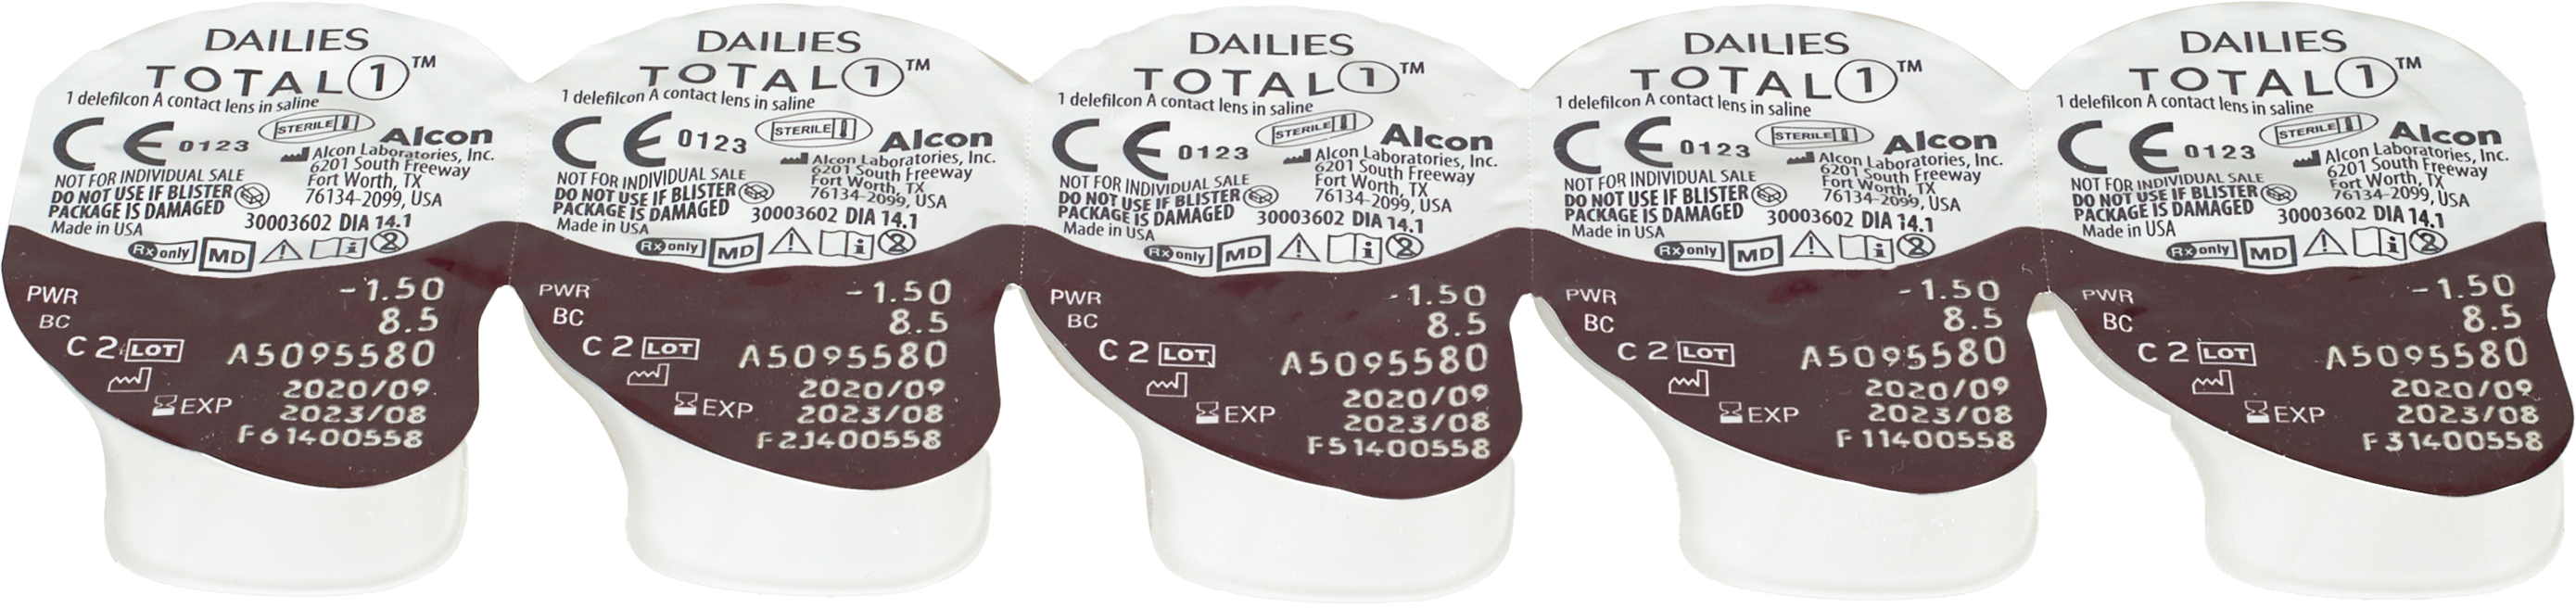 DAILIES
TOTAL 1™
1 delefilcon A contact lens in saline
CE 0123
STERILE
Alcon
Alcon Laboratories, Inc.
6201 South Freeway
Fort Worth, TX
76134-2099, USA
NOT FOR INDIVIDUAL SALE
DO NOT USE IF BLISTER
PACKAGE IS DAMAGED
Made in USA
30003602 DIA 14.1
Rx only MD
PWR -1.50
BC 8.5
C 2 LOT A5095580
2020/09
EXP 2023/08
F61400558
DAILIES
TOTAL 1™
1 delefilcon A contact lens in saline
CE 0123
STERILE
Alcon
Alcon Laboratories, Inc.
6201 South Freeway
Fort Worth, TX
76134-2099, USA
NOT FOR INDIVIDUAL SALE
DO NOT USE IF BLISTER
PACKAGE IS DAMAGED
Made in USA
30003602 DIA 14.1
Rx only MD
PWR -1.50
BC 8.5
C 2 LOT A5095580
2020/09
EXP 2023/08
F21400558
DAILIES
TOTAL 1™
1 delefilcon A contact lens in saline
CE 0123
STERILE
Alcon
Alcon Laboratories, Inc.
6201 South Freeway
Fort Worth, TX
76134-2099, USA
NOT FOR INDIVIDUAL SALE
DO NOT USE IF BLISTER
PACKAGE IS DAMAGED
Made in USA
30003602 DIA 14.1
Rx only MD
PWR -1.50
BC 8.5
C 2 LOT A5095580
2020/09
EXP 2023/08
F51400558
DAILIES
TOTAL 1™
1 delefilcon A contact lens in saline
CE 0123
STERILE
Alcon
Alcon Laboratories, Inc.
6201 South Freeway
Fort Worth, TX
76134-2099, USA
NOT FOR INDIVIDUAL SALE
DO NOT USE IF BLISTER
PACKAGE IS DAMAGED
Made in USA
30003602 DIA 14.1
Rx only MD
PWR -1.50
BC 8.5
C 2 LOT A5095580
2020/09
EXP 2023/08
F11400558
DAILIES
TOTAL 1™
1 delefilcon A contact lens in saline
CE 0123
STERILE
Alcon
Alcon Laboratories, Inc.
6201 South Freeway
Fort Worth, TX
76134-2099, USA
NOT FOR INDIVIDUAL SALE
DO NOT USE IF BLISTER
PACKAGE IS DAMAGED
Made in USA
30003602 DIA 14.1
Rx only MD
PWR -1.50
BC 8.5
C 2 LOT A5095580
2020/09
EXP 2023/08
F31400558